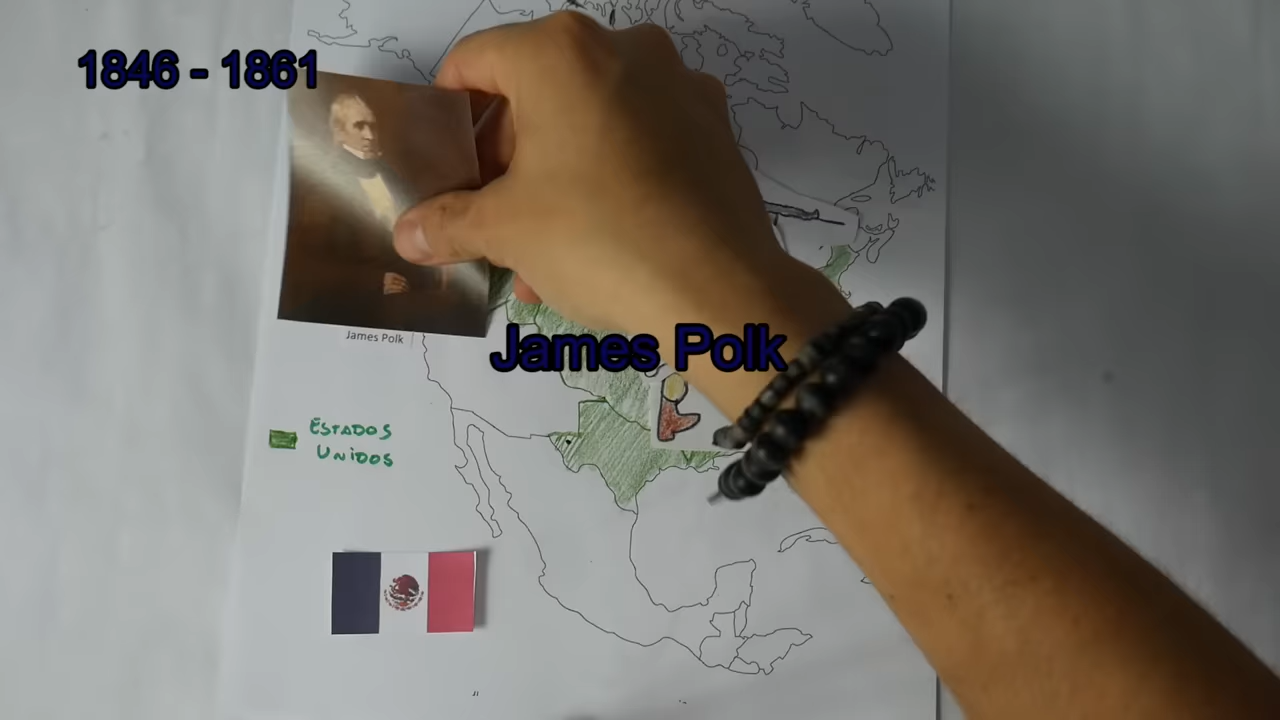 1846 - 1861
James Polk
James Polk
ESTADOS
UNIDOS